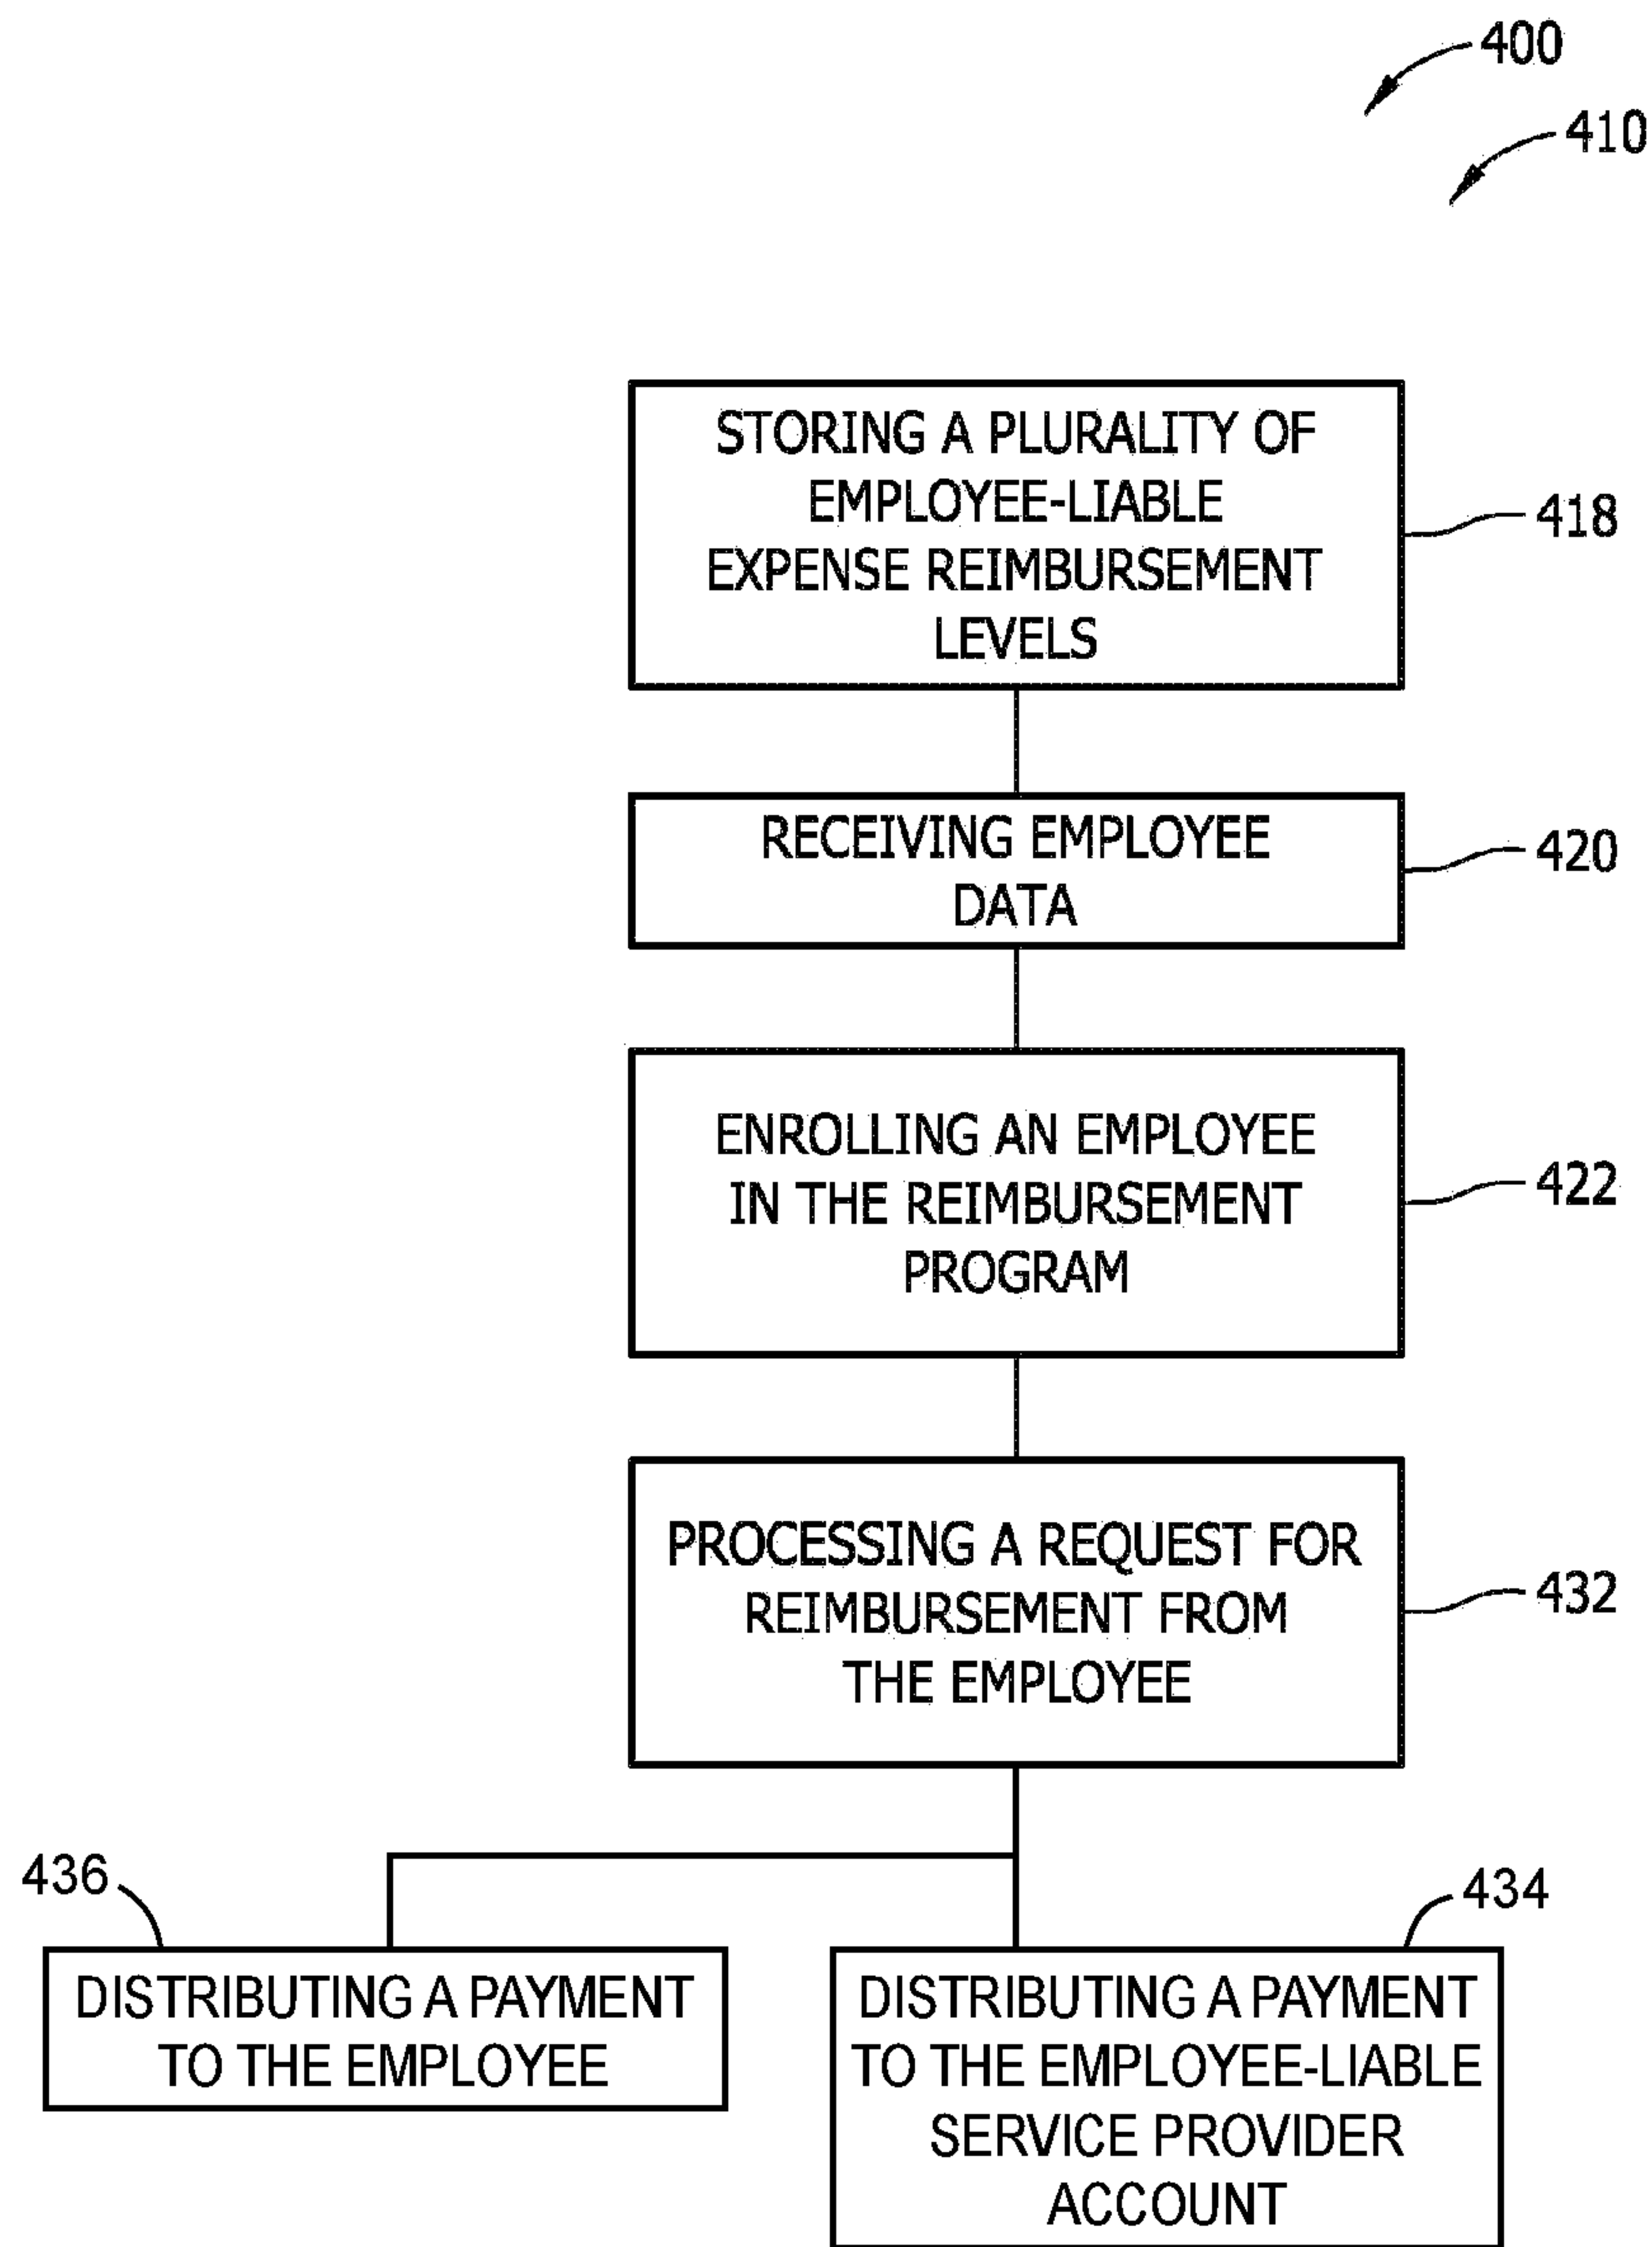 400
410
STORING A PLURALITY OF
EMPLOYEE-LIABLE
EXPENSE REIMBURSEMENT
LEVELS
418
RECEIVING EMPLOYEE
DATA
420
ENROLLING AN EMPLOYEE
IN THE REIMBURSEMENT
PROGRAM
422
PROCESSING A REQUEST FOR
REIMBURSEMENT FROM
THE EMPLOYEE
432
436
DISTRIBUTING A PAYMENT
TO THE EMPLOYEE
434
DISTRIBUTING A PAYMENT
TO THE EMPLOYEE-LIABLE
SERVICE PROVIDER
ACCOUNT